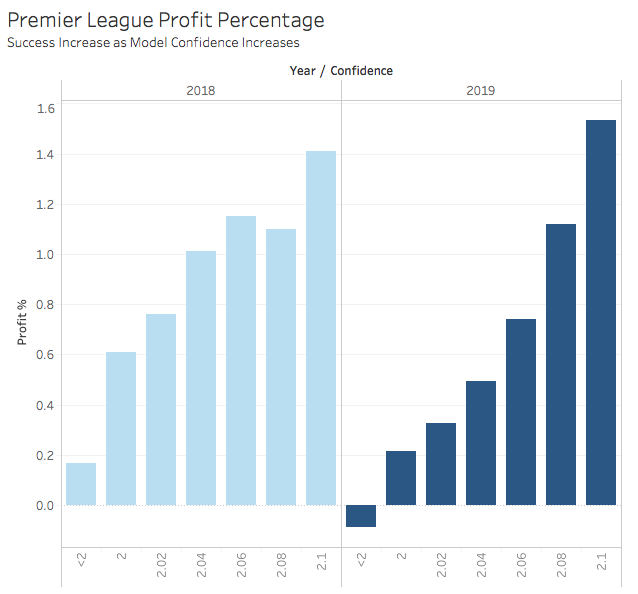 Premier League Profit Percentage
Success Increase as Model Confidence Increases
Year / Confidence
2018 2019
1.6
1.4
1.2
1.0
0.8
0.6
0.4
0.2
0.0
Profit %
<2 2 2.02 2.04 2.06 2.08 2.1 <2 2 2.02 2.04 2.06 2.08 2.1